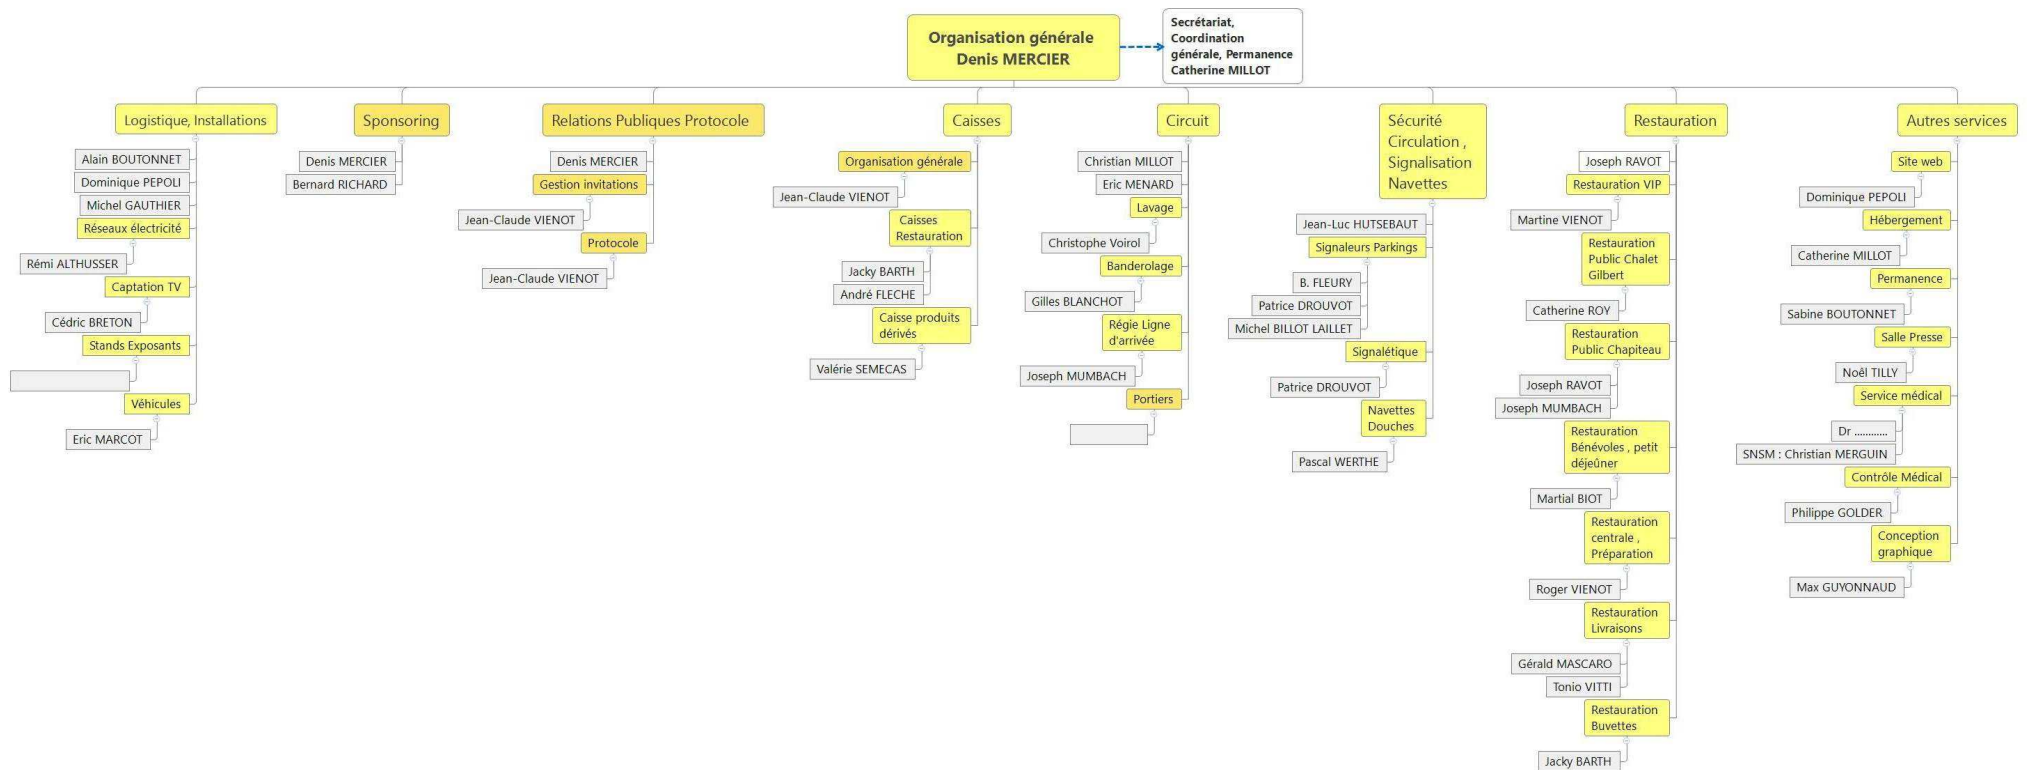 Organisation générale
Denis MERCIER
Secrétariat,
Coordination
générale, Permanence
Catherine MILLOT
Logistique, Installations
Alain BOUTONNET
Dominique PEPOLI
Michel GAUTHIER
Réseaux électricité
Rémi ALTHUSSER
Captation TV
Cédric BRETON
Stands Exposants
Véhicules
Eric MARCOT
Sponsoring
Denis MERCIER
Bernard RICHARD
Relations Publiques Protocole
Denis MERCIER
Gestion invitations
Jean-Claude VIENOT
Protocole
Jean-Claude VIENOT
Caisses
Organisation générale
Jean-Claude VIENOT
Caisses
Restauration
Jacky BARTH
André FLECHE
Caisse produits
dérivés
Valérie SEMECAS
Circuit
Christian MILLOT
Eric MENARD
Lavage
Christophe Voirol
Banderolage
Gilles BLANCHOT
Régie Ligne
d'arrivée
Joseph MUMBACH
Portiers
Sécurité
Circulation ,
Signalisation
Navettes
Jean-Luc HUTSEBAUT
Signaleurs Parkings
B. FLEURY
Patrice DROUVOT
Michel BILLOT LAILLET
Signalétique
Patrice DROUVOT
Navettes
Douches
Pascal WERTHE
Restauration
Joseph RAVOT
Restauration VIP
Martine VIENOT
Restauration
Public Chalet
Gilbert
Catherine ROY
Restauration
Public Chapiteau
Joseph RAVOT
Joseph MUMBACH
Restauration
Bénévoles , petit
déjeûner
Martial BIOT
Restauration
centrale ,
Préparation
Roger VIENOT
Restauration
Livraisons
Gérald MASCARO
Tonio VITTI
Restauration
Buvettes
Jacky BARTH
Autres services
Site web
Dominique PEPOLI
Hébergement
Catherine MILLOT
Permanence
Sabine BOUTONNET
Salle Presse
Noêl TILLY
Service médical
Dr ............
SNSM : Christian MERGUIN
Contrôle Médical
Philippe GOLDER
Conception
graphique
Max GUYONNAUD